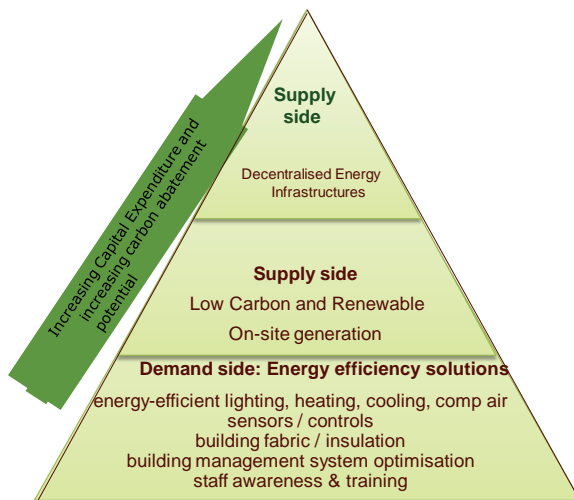 Supply
side
Decentralised Energy
Infrastructures
Increasing Capital Expenditure and
increasing carbon abatement
potential
Supply side
Low Carbon and Renewable
On-site generation
Demand side: Energy efficiency solutions
energy-efficient lighting, heating, cooling, comp air
sensors / controls
building fabric / insulation
building management system optimisation
staff awareness & training